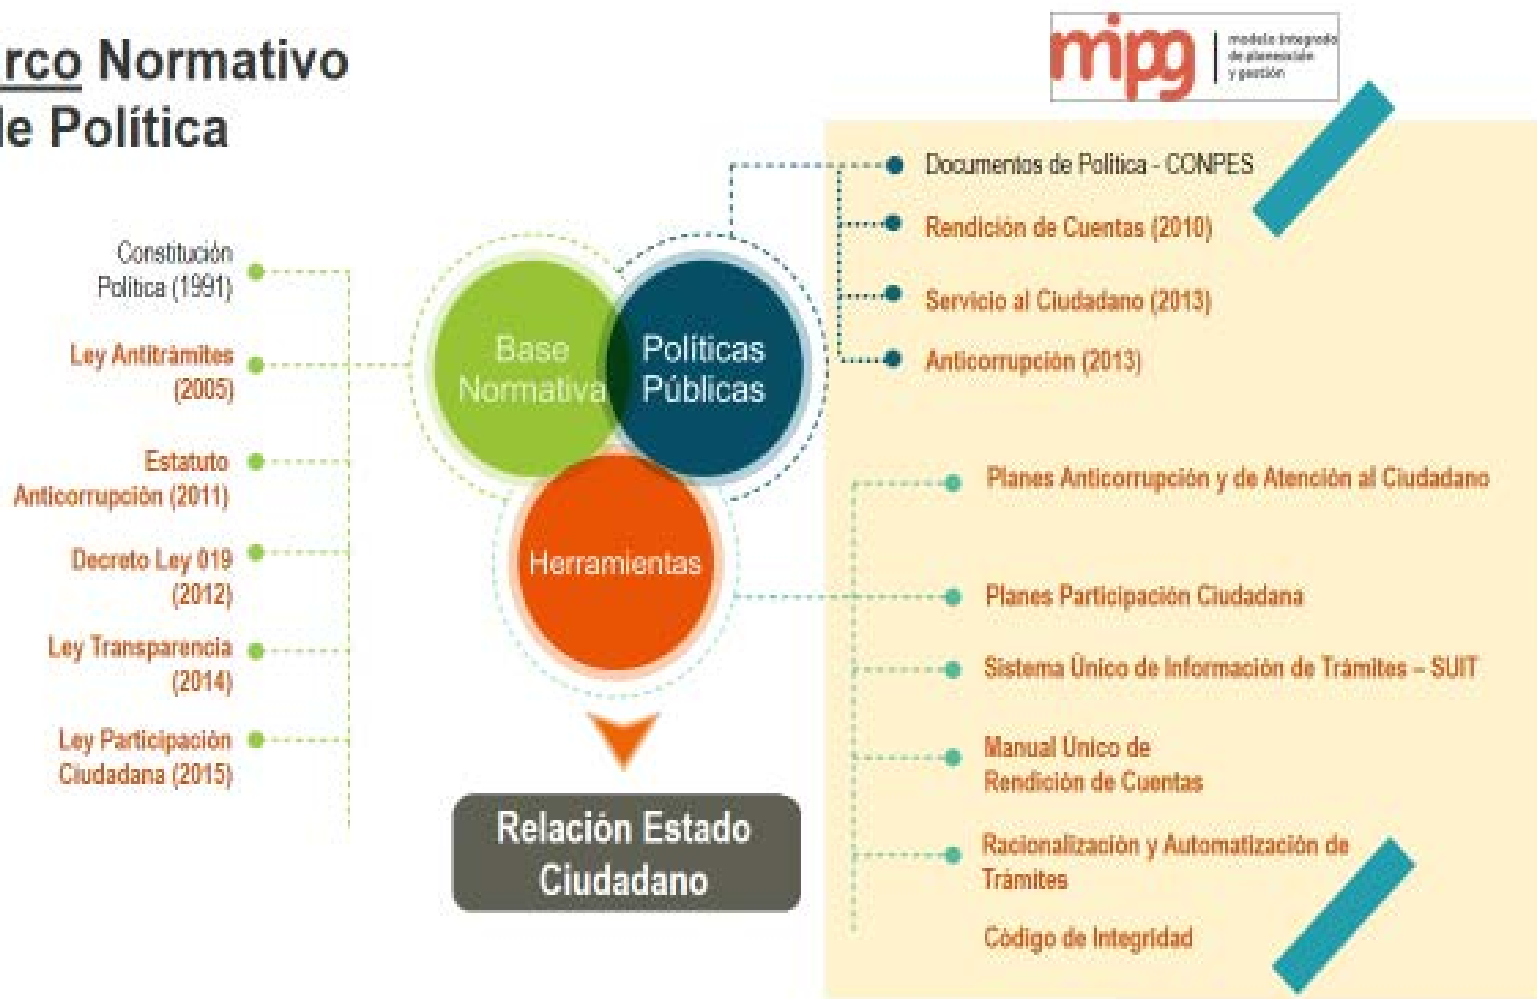 rco Normativo
de Política
mipg
modelo integrado
de planeación
y gestión
Constitución
Política (1991)
Ley Antitrámites
(2005)
Estatuto
Anticorrupción (2011)
Decreto Ley 019
(2012)
Ley Transparencia
(2014)
Ley Participación
Ciudadana (2015)
Base
Normativa
Políticas
Públicas
Herramientas
Relación Estado
Ciudadano
Documentos de Política - CONPES
Rendición de Cuentas (2010)
Servicio al Ciudadano (2013)
Anticorrupción (2013)
Planes Anticorrupción y de Atención al Ciudadano
Planes Participación Ciudadana
Sistema Único de Información de Trámites – SUIT
Manual Único de
Rendición de Cuentas
Racionalización y Automatización de
Trámites
Código de Integridad